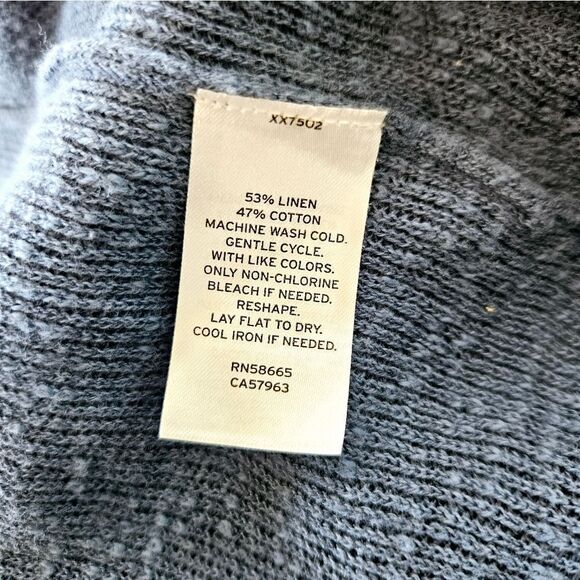 XX7502
53% LINEN
47% COTTON
MACHINE WASH COLD.
GENTLE CYCLE.
WITH LIKE COLORS.
ONLY NON-CHLORINE
BLEACH IF NEEDED.
RESHAPE.
LAY FLAT TO DRY.
COOL IRON IF NEEDED.
RN58665
CA57963